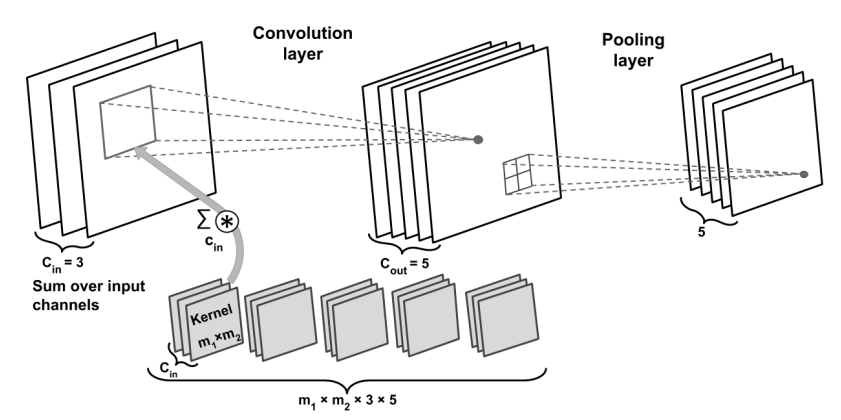 Convolution
layer
Pooling
layer
C_in = 3
Sum over input
channels
∑ ⊛
c_in
C_out = 5
5
Kernel
m_1×m_2
C_in
m_1 × m_2 × 3 × 5